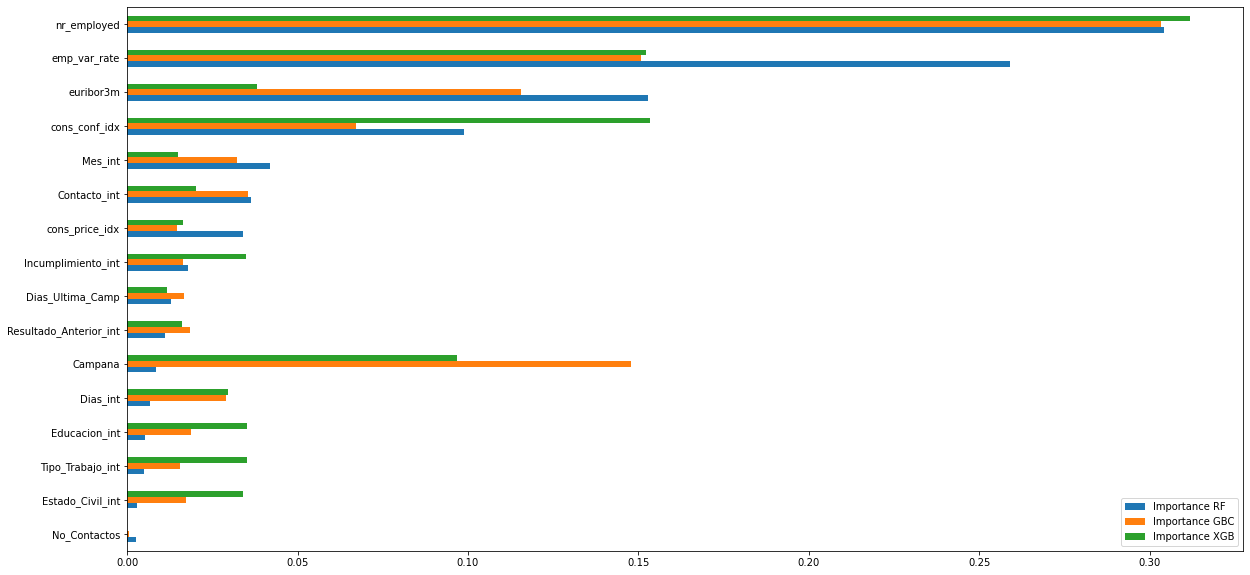 nr_employed
emp_var_rate
euribor3m
cons_conf_idx
Mes_int
Contacto_int
cons_price_idx
Incumplimiento_int
Dias_Ultima_Camp
Resultado_Anterior_int
Campana
Dias_int
Educacion_int
Tipo_Trabajo_int
Estado_Civil_int
No_Contactos
Importance RF
Importance GBC
Importance XGB
0.00 0.05 0.10 0.15 0.20 0.25 0.30